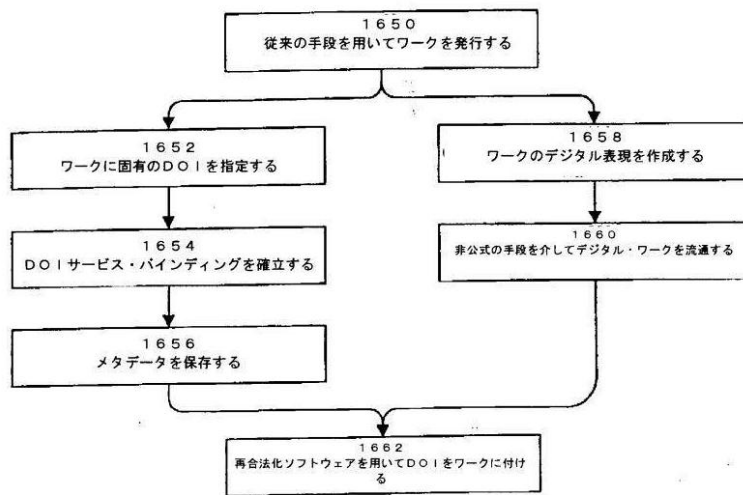 １６５０
従来の手段を用いてワークを発行する
１６５２
ワークに固有のＤＯＩを指定する
１６５８
ワークのデジタル表現を作成する
１６５４
ＤＯＩサービス・バインディングを確立する
１６６０
非公式の手段を介してデジタル・ワークを流通する
１６５６
メタデータを保存する
１６６２
再合法化ソフトウェアを用いてＤＯＩをワークに付け
る